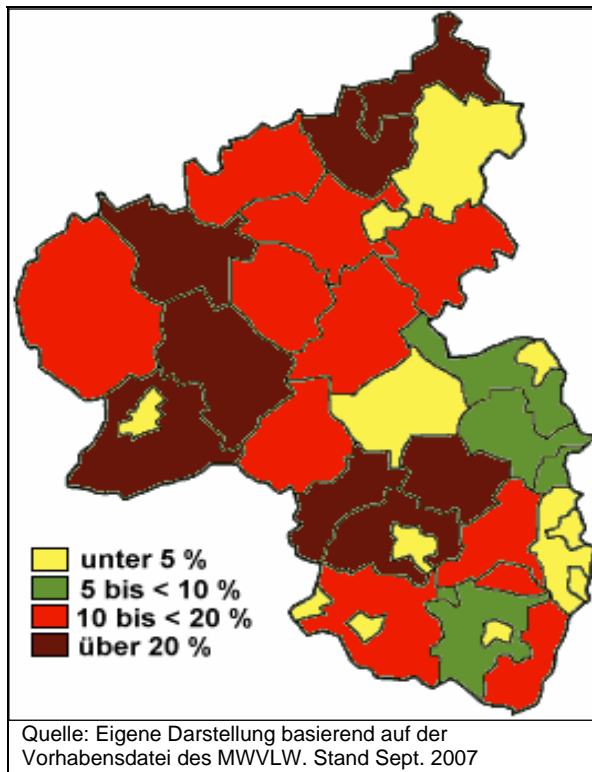 unter 5 %
5 bis < 10 %
10 bis < 20 %
über 20 %
Quelle: Eigene Darstellung basierend auf der
Vorhabensdatei des MWVLW. Stand Sept. 2007